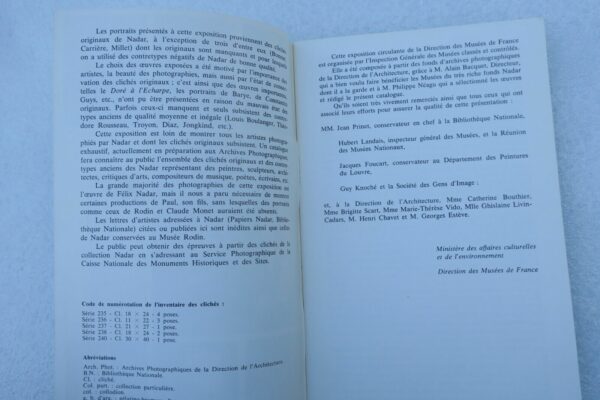 Les portraits présentés à cette exposition proviennent des clichés
originaux de Nadar, à l'exception de trois d'entre eux (Bonnat,
Carrière, Millet) dont les originaux sont manquants et pour lesquels
on a utilisé des contretypes négatifs de Nadar de bonne qualité.
Le choix des œuvres exposées a été motivé par l'importance des
artistes, la beauté des photographies, mais aussi par l'état de conser-
vation des clichés originaux ; c'est ainsi que des œuvres importantes,
telles le Doré à l'Echarpe, les portraits de Barye, de Constantin
Guys, etc., n'ont pu être présentées en raison du mauvais état des
originaux. Parfois ceux-ci manquent et seuls subsistent des contre-
types anciens de qualité moyenne et inégale (Louis Boulanger, Théo-
dore Rousseau, Troyon, Diaz, Jongkind, etc.).
Cette exposition est loin de montrer tous les artistes photogra-
phiés par Nadar et dont les clichés originaux subsistent. Un catalogue
exhaustif, actuellement en préparation aux Archives Photographiques,
fera connaître au public l'ensemble des clichés originaux et des contre-
types anciens de Nadar représentant des peintres, sculpteurs, archi-
tectes, critiques d'arts, compositeurs de musique, poètes, écrivains, etc.
La grande majorité des photographies de cette exposition est
l'œuvre de Félix Nadar, mais il nous a paru nécessaire de montrer
certaines productions de Paul, son fils, sans lesquelles des portraits
comme ceux de Rodin et Claude Monet auraient été absents.
Les lettres d'artistes adressées à Nadar (Papiers Nadar, Biblio-
thèque Nationale) citées ou publiées ici sont inédites ainsi que celle
de Nadar conservée au Musée Rodin.
Le public peut obtenir des épreuves à partir des clichés de la
collection Nadar en s'adressant au Service Photographique de la
Caisse Nationale des Monuments Historiques et des Sites.
Code de numérotation de l'inventaire des clichés :
Série 235 - Cl. 18 × 24 - 4 poses.
Série 236 - Cl. 11 × 22 - 3 poses.
Série 237 - Cl. 21 × 27 - 1 pose.
Série 238 - Cl. 18 × 24 - 2 poses.
Série 240 - Cl. 30 × 40 - 1 pose.
Abréviations
Arch. Phot. : Archives Photographiques de la Direction de l'Architecture.
B.N. : Bibliothèque Nationale.
Cl. : cliché.
Col. part. : collection particulière.
col. : collodion.
Cette exposition circulante de la Direction des Musées de France
est organisée par l'Inspection Générale des Musées classés et contrôlés.
Elle a été composée à partir des fonds d'archives photographiques
de la Direction de l'Architecture, grâce à M. Alain Bacquet, Directeur,
qui a bien voulu faire bénéficier les Musées du très riche fonds Nadar
dont il a la garde et à M. Philippe Néagu qui a sélectionné les œuvres
et rédigé le présent catalogue.
Qu'ils soient très vivement remerciés ainsi que tous ceux qui ont
associé leurs efforts pour assurer la qualité de cette présentation :
MM. Jean Prinet, conservateur en chef à la Bibliothèque Nationale,
Hubert Landais, inspecteur général des Musées, et la Réunion
des Musées Nationaux,
Jacques Foucart, conservateur au Département des Peintures
du Louvre,
Guy Knoché et la Société des Gens d'Image ;
et, à la Direction de l'Architecture, Mme Catherine Bouthier,
Mme Brigitte Scart, Mme Marie-Thérèse Vido, Mlle Ghislaine Livin-
Cadars, M. Henri Chavet et M. Georges Estève.
Ministère des affaires culturelles
et de l'environnement
Direction des Musées de France